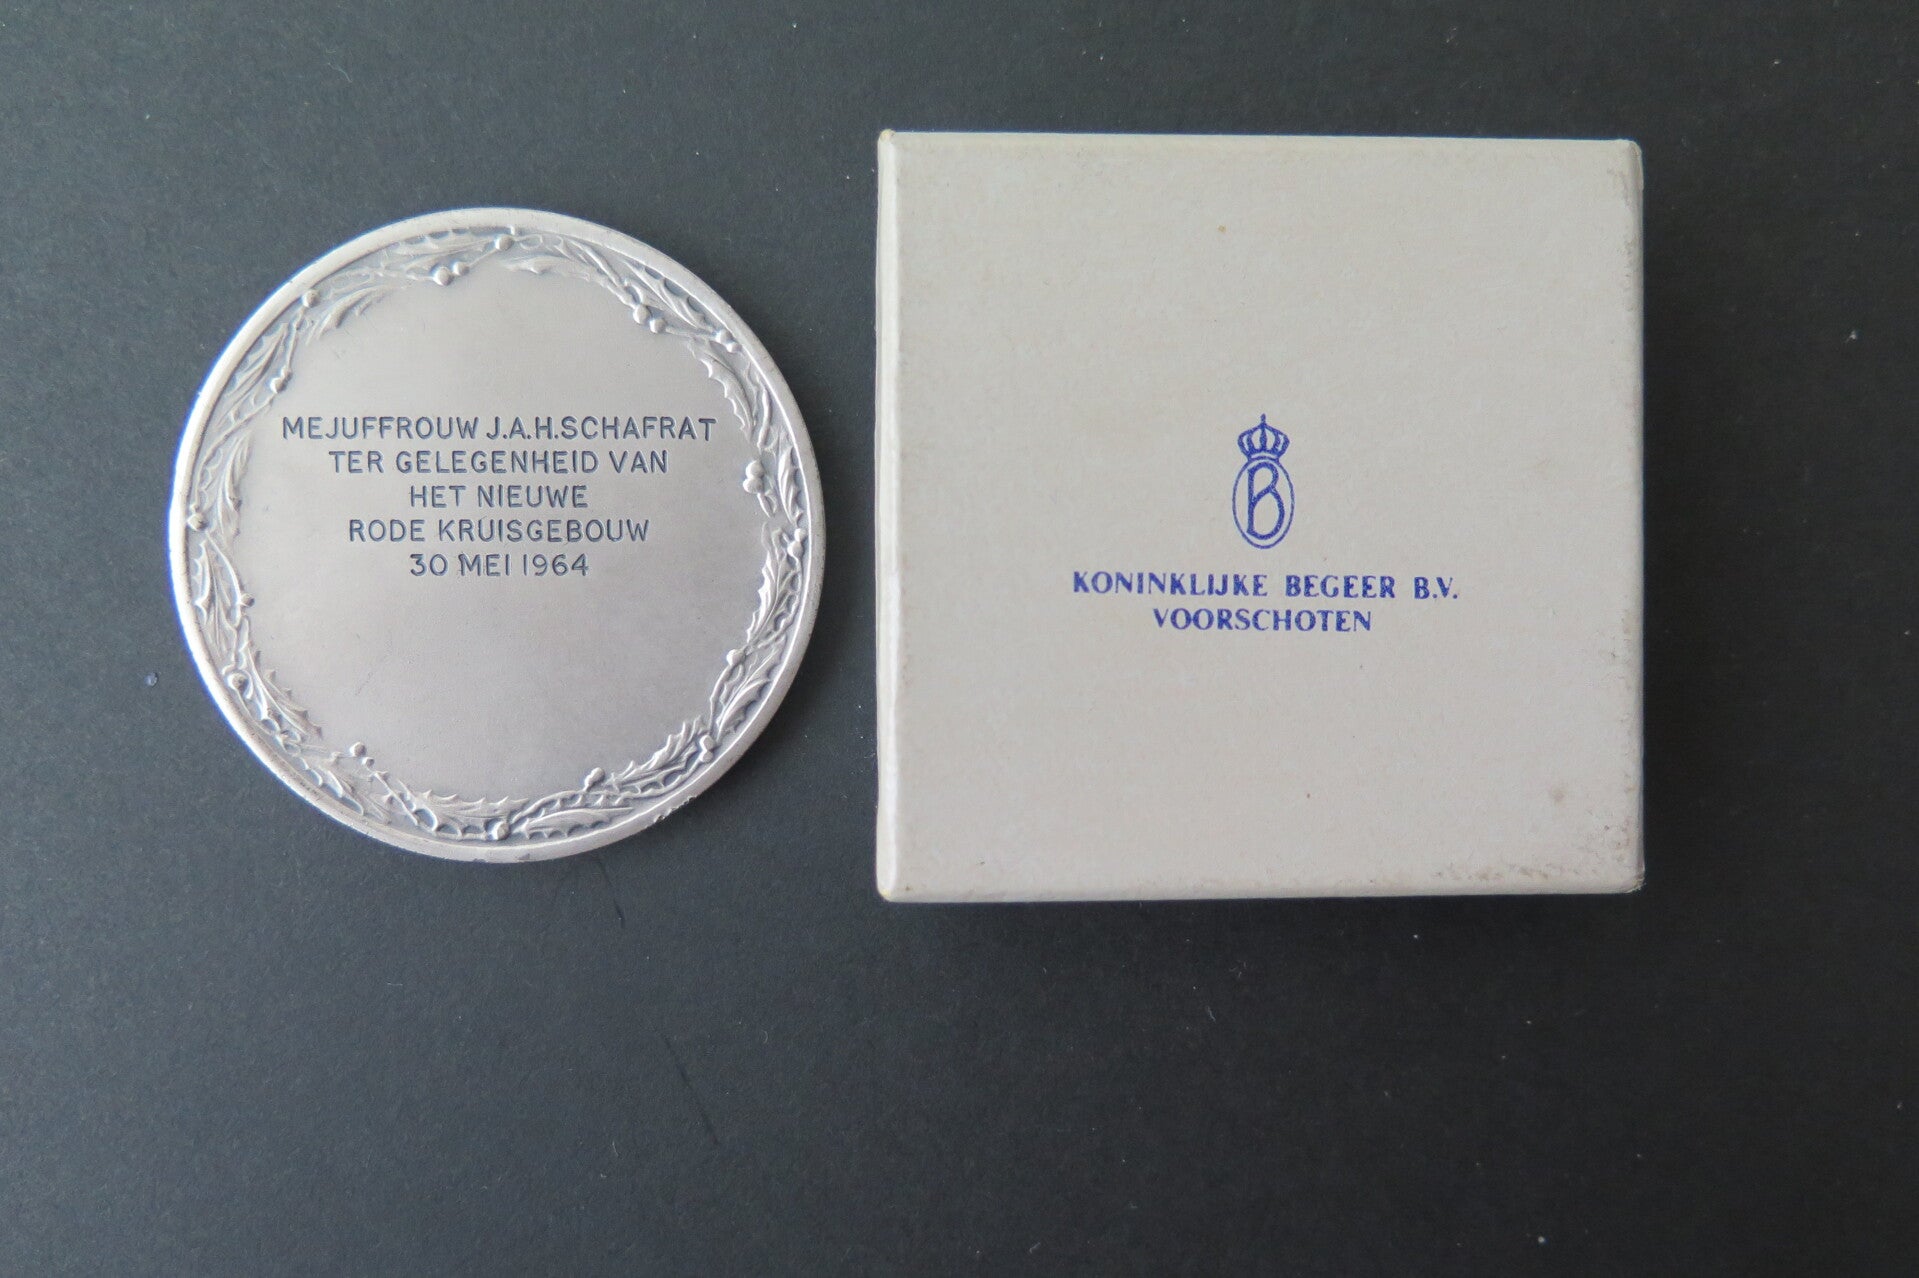 MEJUFFROUW J.A.H.SCHAFRAT
TER GELEGENHEID VAN
HET NIEUWE
RODE KRUISGEBOUW
30 MEI 1964
B
KONINKLIJKE BEGEER B.V.
VOORSCHOTEN